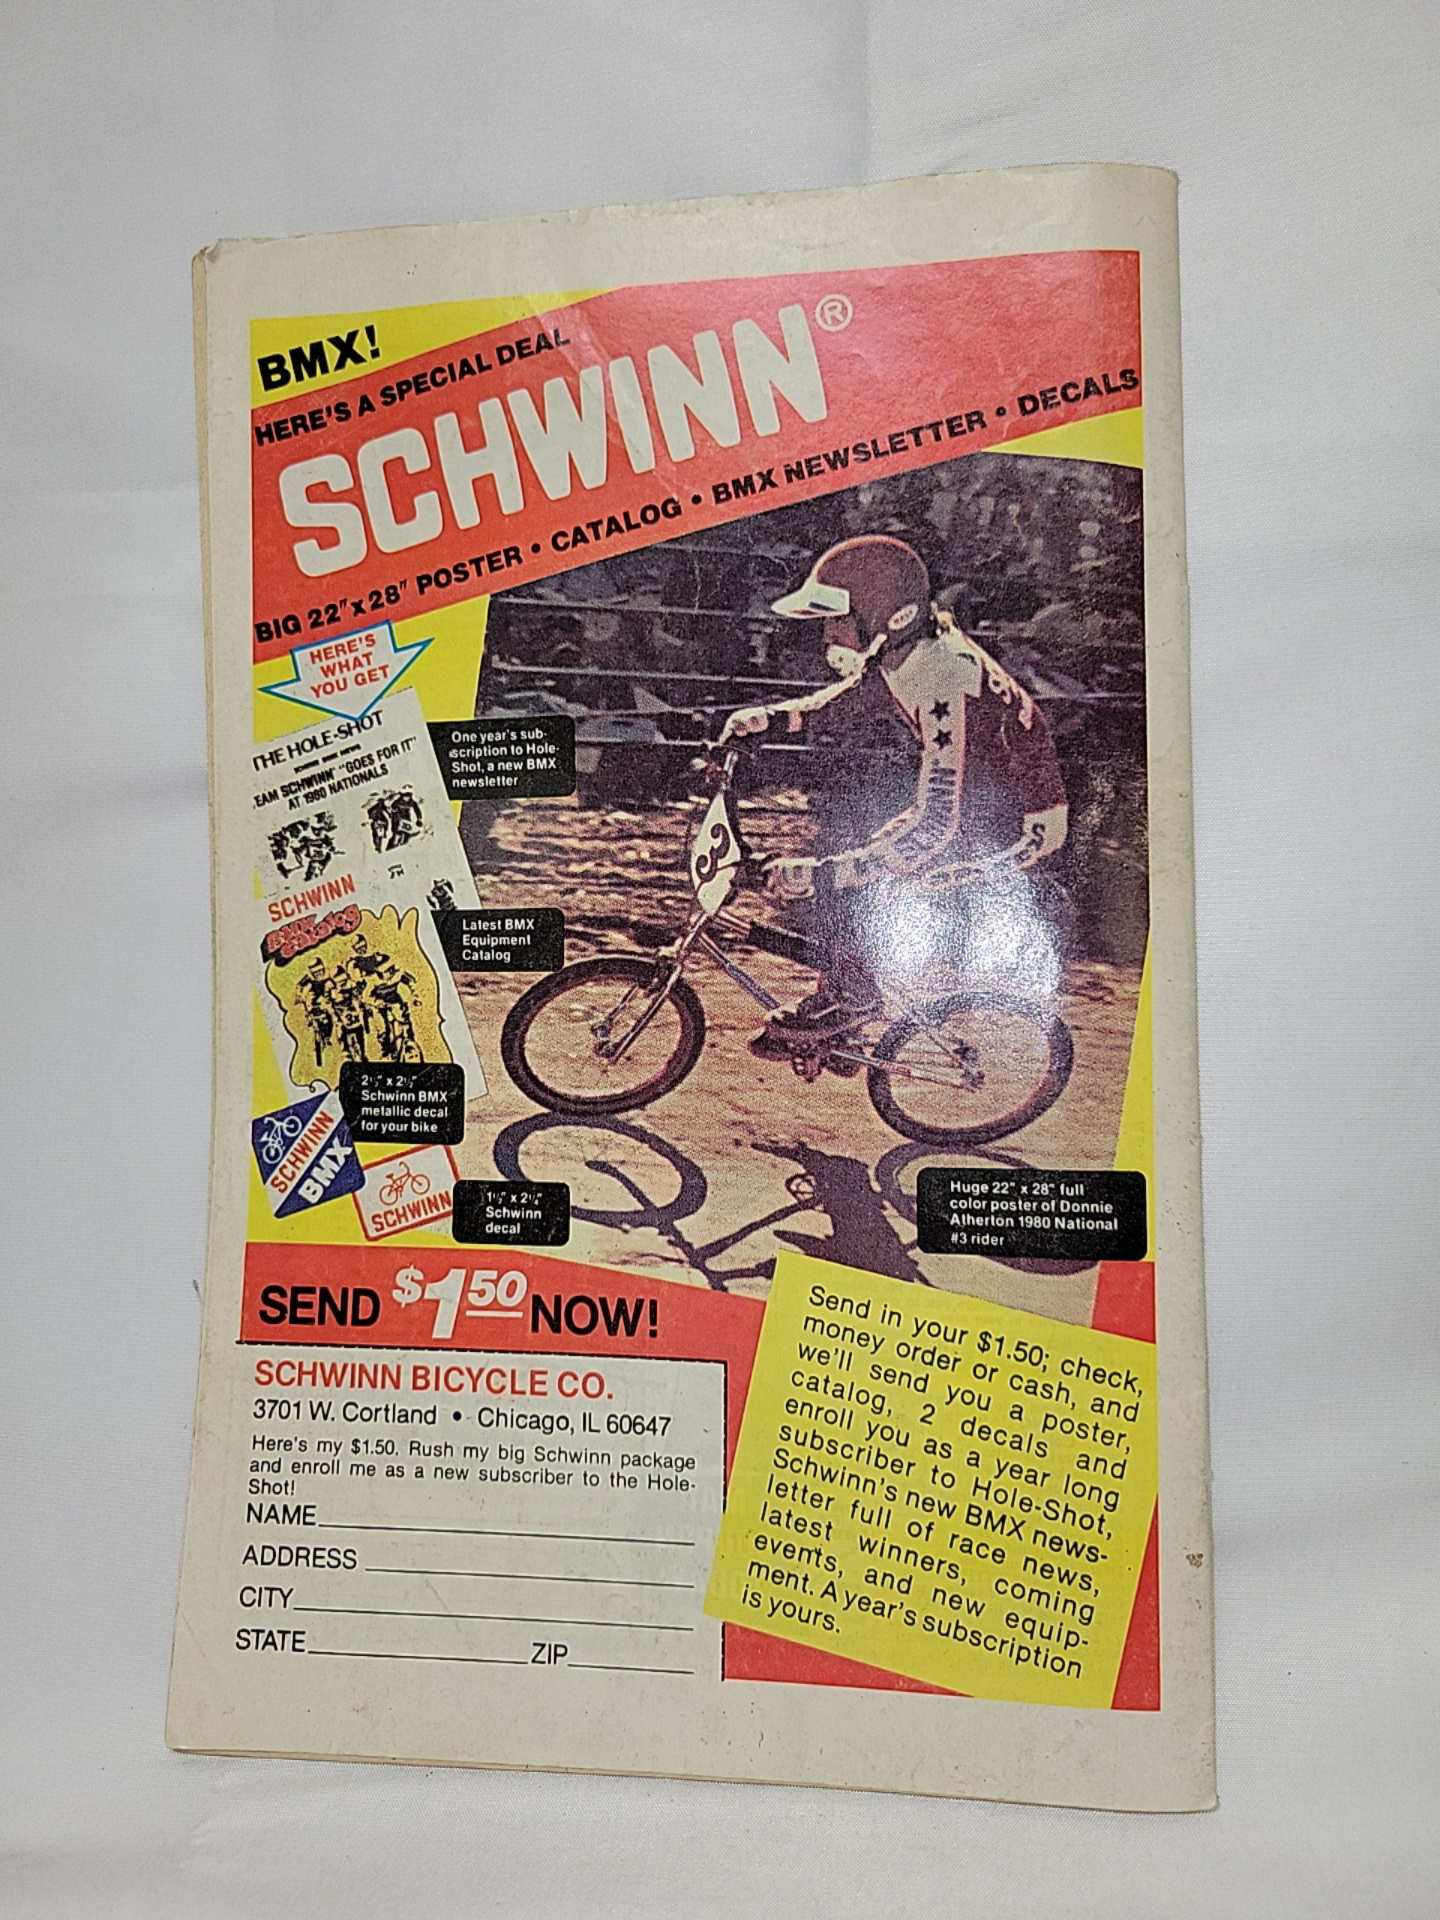 BMX!
HERE'S A SPECIAL DEAL
SCHWINN®
BIG 22" x 28" POSTER • CATALOG • BMX NEWSLETTER • DECALS
HERE'S
WHAT
YOU GET
THE HOLE-SHOT
TEAM SCHWINN "GOES FOR IT"
AT 1980 NATIONALS
One year's sub-
scription to Hole-
Shot, a new BMX
newsletter
SCHWINN
BMX
Catalog
Latest BMX
Equipment
Catalog
2½" x 2½"
Schwinn BMX
metallic decal
for your bike
SCHWINN
BMX
SCHWINN
1½" x 2¼"
Schwinn
decal
3
Huge 22" x 28" full
color poster of Donnie
Atherton 1980 National
#3 rider
SEND $1.50 NOW!
SCHWINN BICYCLE CO.
3701 W. Cortland • Chicago, IL 60647
Here's my $1.50. Rush my big Schwinn package
and enroll me as a new subscriber to the Hole-
Shot!
NAME
ADDRESS
CITY
STATE ZIP
Send in your $1.50; check,
money order or cash, and
we'll send you a poster,
catalog, 2 decals and
enroll you as a year long
subscriber to Hole-Shot,
Schwinn's new BMX news-
letter full of race news,
latest winners, coming
events, and new equip-
ment. A year's subscription
is yours.